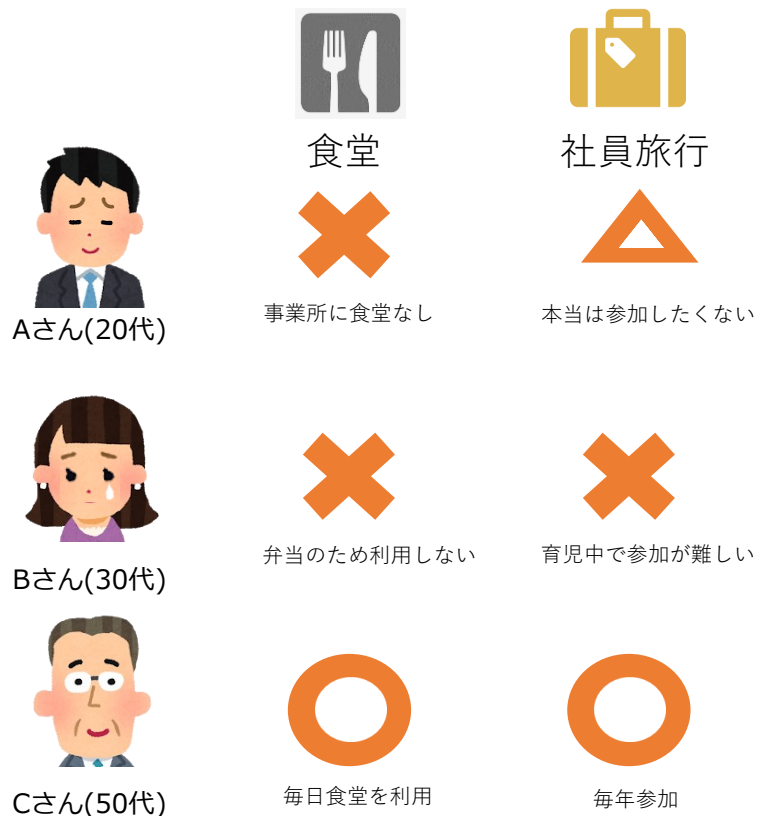 食堂
社員旅行
事業所に食堂なし
本当は参加したくない
Aさん(20代)
弁当のため利用しない
育児中で参加が難しい
Bさん(30代)
毎日食堂を利用
毎年参加
Cさん(50代)